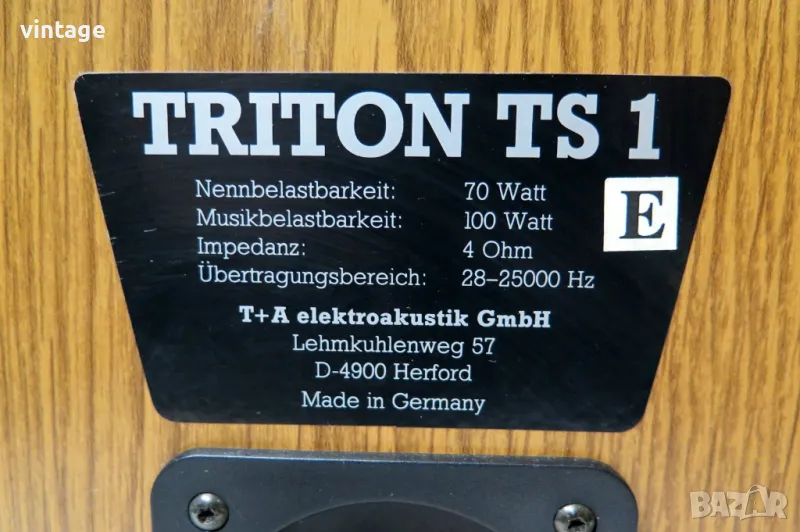 vintage
TRITON TS 1
Nennbelastbarkeit: 70 Watt
Musikbelastbarkeit: 100 Watt
Impedanz: 4 Ohm
Übertragungsbereich: 28–25000 Hz
E
T+A elektroakustik GmbH
Lehmkuhlenweg 57
D-4900 Herford
Made in Germany
BAZAR